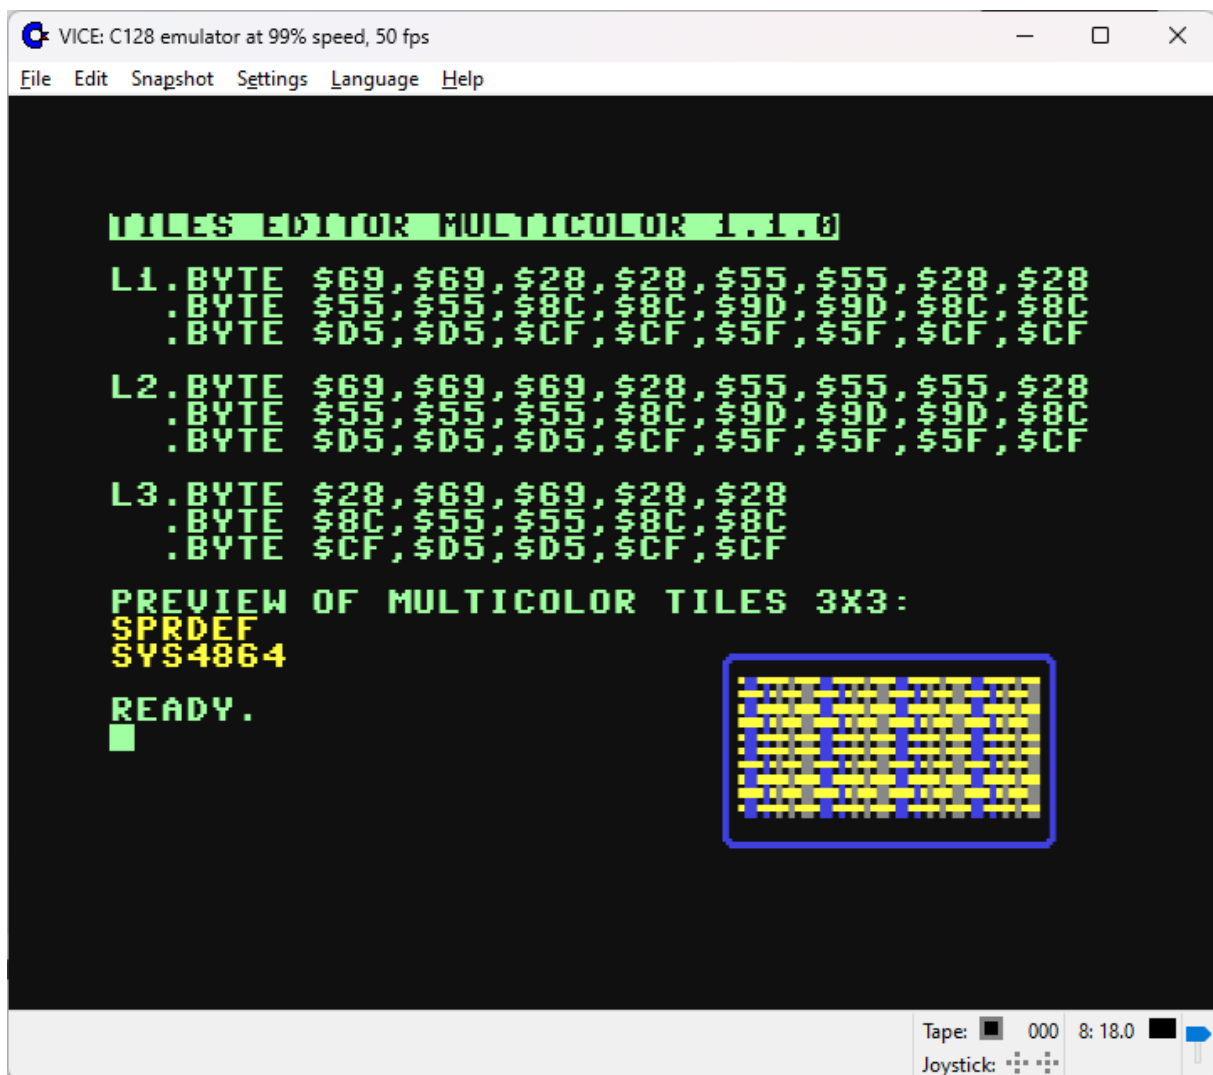 VICE: C128 emulator at 99% speed, 50 fps
File Edit Snapshot Settings Language Help
TILES EDITOR MULTICOLOR 1.1.0
L1.BYTE $69,$69,$28,$28,$55,$55,$28,$28
.BYTE $55,$55,$8C,$8C,$9D,$9D,$8C,$8C
.BYTE $D5,$D5,$CF,$CF,$5F,$5F,$CF,$CF
L2.BYTE $69,$69,$69,$28,$55,$55,$55,$28
.BYTE $55,$55,$55,$8C,$9D,$9D,$9D,$8C
.BYTE $D5,$D5,$D5,$CF,$5F,$5F,$5F,$CF
L3.BYTE $28,$69,$69,$28,$28
.BYTE $8C,$55,$55,$8C,$8C
.BYTE $CF,$D5,$D5,$CF,$CF
PREVIEW OF MULTICOLOR TILES 3X3:
SPRDEF
SYS4864
READY.
Tape: 000 8: 18.0
Joystick: